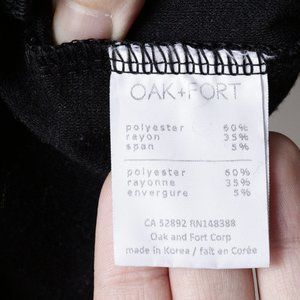 OAK+FORT
polyester 60%
rayon 35%
span 5%
polyester 60%
rayonne 35%
envergure 5%
CA 52892 RN148388
Oak and Fort Corp
made in Korea / fait en Corée